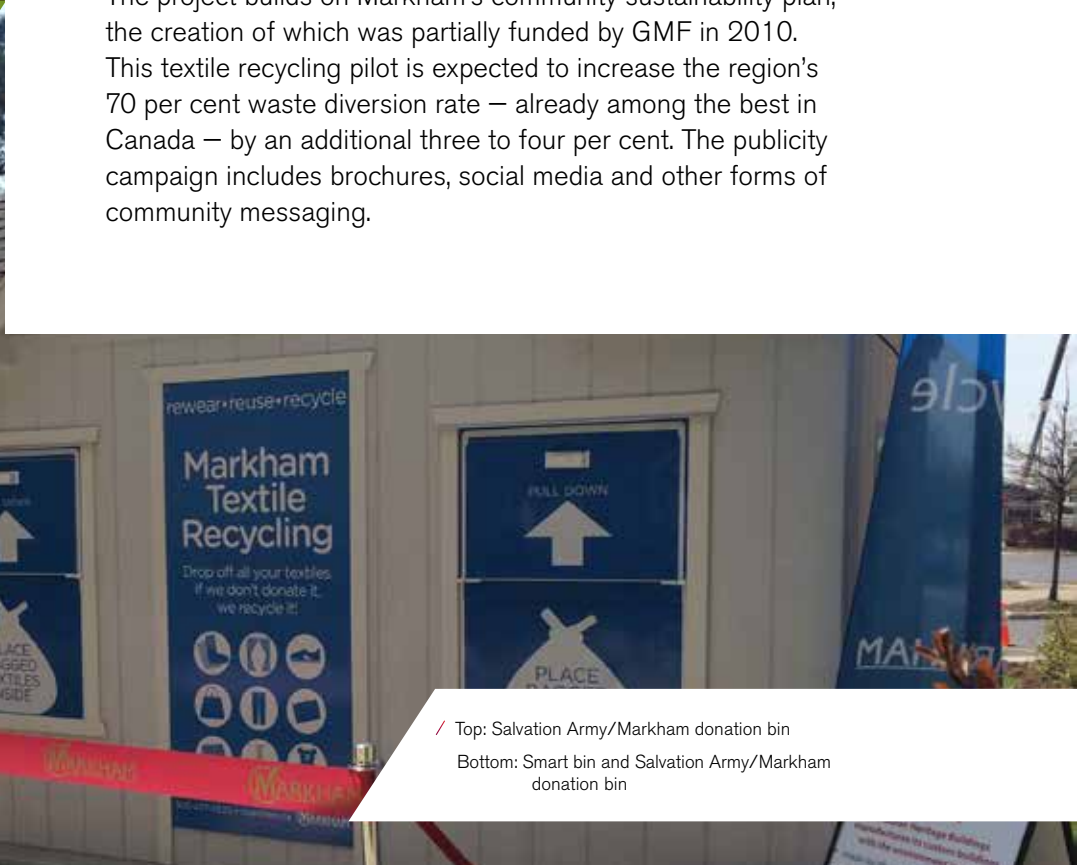 The project builds on Markham's community sustainability plan,
the creation of which was partially funded by GMF in 2010.
This textile recycling pilot is expected to increase the region's
70 per cent waste diversion rate — already among the best in
Canada — by an additional three to four per cent. The publicity
campaign includes brochures, social media and other forms of
community messaging.
rewear•reuse•recycle
Markham
Textile
Recycling
Drop off all your textiles
if we don't donate it,
we recycle it!
PULL DOWN
PLACE
MARKHAM
MARKHAM
MARKHAM
/ Top: Salvation Army/Markham donation bin
Bottom: Smart bin and Salvation Army/Markham
donation bin
Heritage Buildings